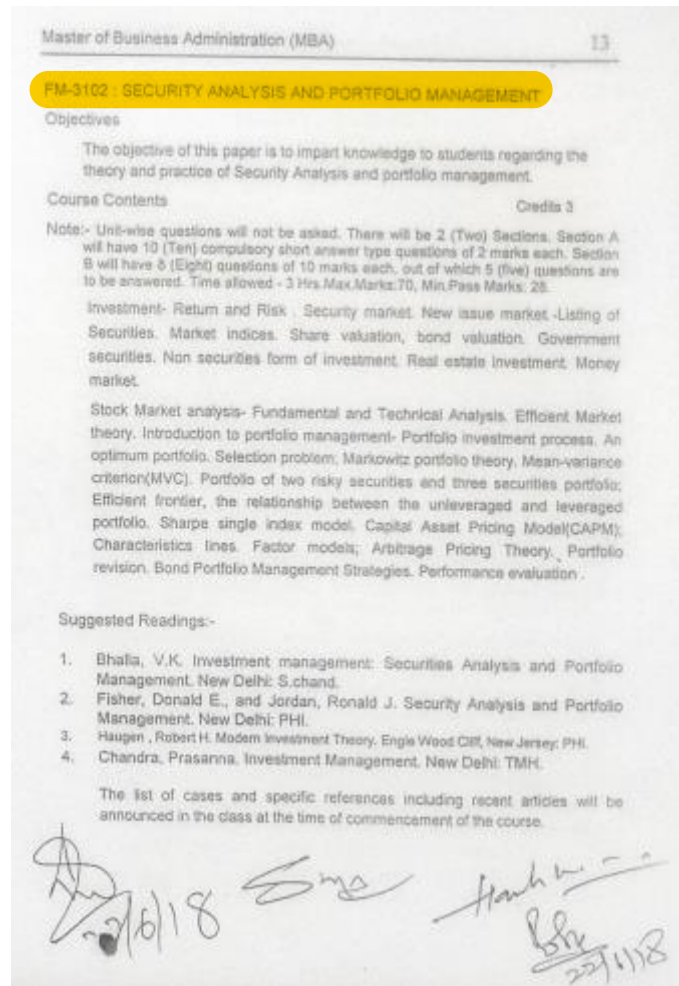 Master of Business Administration (MBA) 13
FM-3102 : SECURITY ANALYSIS AND PORTFOLIO MANAGEMENT
Objectives
The objective of this paper is to impart knowledge to students regarding the
theory and practice of Security Analysis and portfolio management.
Course Contents Credits 3
Note:- Unit-wise questions will not be asked. There will be 2 (Two) Sections. Section A
will have 10 (Ten) compulsory short answer type questions of 2 marks each. Section
B will have 8 (Eight) questions of 10 marks each, out of which 5 (five) questions are
to be answered. Time allowed - 3 Hrs.Max.Marks:70, Min.Pass Marks: 28.
Investment- Return and Risk . Security market. New issue market -Listing of
Securities. Market indices. Share valuation, bond valuation. Government
securities. Non securities form of investment. Real estate Investment. Money
market.
Stock Market analysis- Fundamental and Technical Analysis. Efficient Market
theory. Introduction to portfolio management- Portfolio investment process. An
optimum portfolio. Selection problem; Markowitz portfolio theory. Mean-variance
criterion(MVC). Portfolio of two risky securities and three securities portfolio;
Efficient frontier, the relationship between the unleveraged and leveraged
portfolio. Sharpe single index model. Capital Asset Pricing Model(CAPM);
Characteristics lines. Factor models; Arbitrage Pricing Theory. Portfolio
revision. Bond Portfolio Management Strategies. Performance evaluation .
Suggested Readings:-
1. Bhalla, V.K. Investment management: Securities Analysis and Portfolio
Management. New Delhi: S.chand.
2. Fisher, Donald E., and Jordan, Ronald J. Security Analysis and Portfolio
Management. New Delhi: PHI.
3. Haugen , Robert H. Modern Investment Theory. Engle Wood Cliff, New Jersey: PHI.
4. Chandra, Prasanna. Investment Management. New Delhi: TMH.
The list of cases and specific references including recent articles will be
announced in the class at the time of commencement of the course.
/6/18
22/6/18